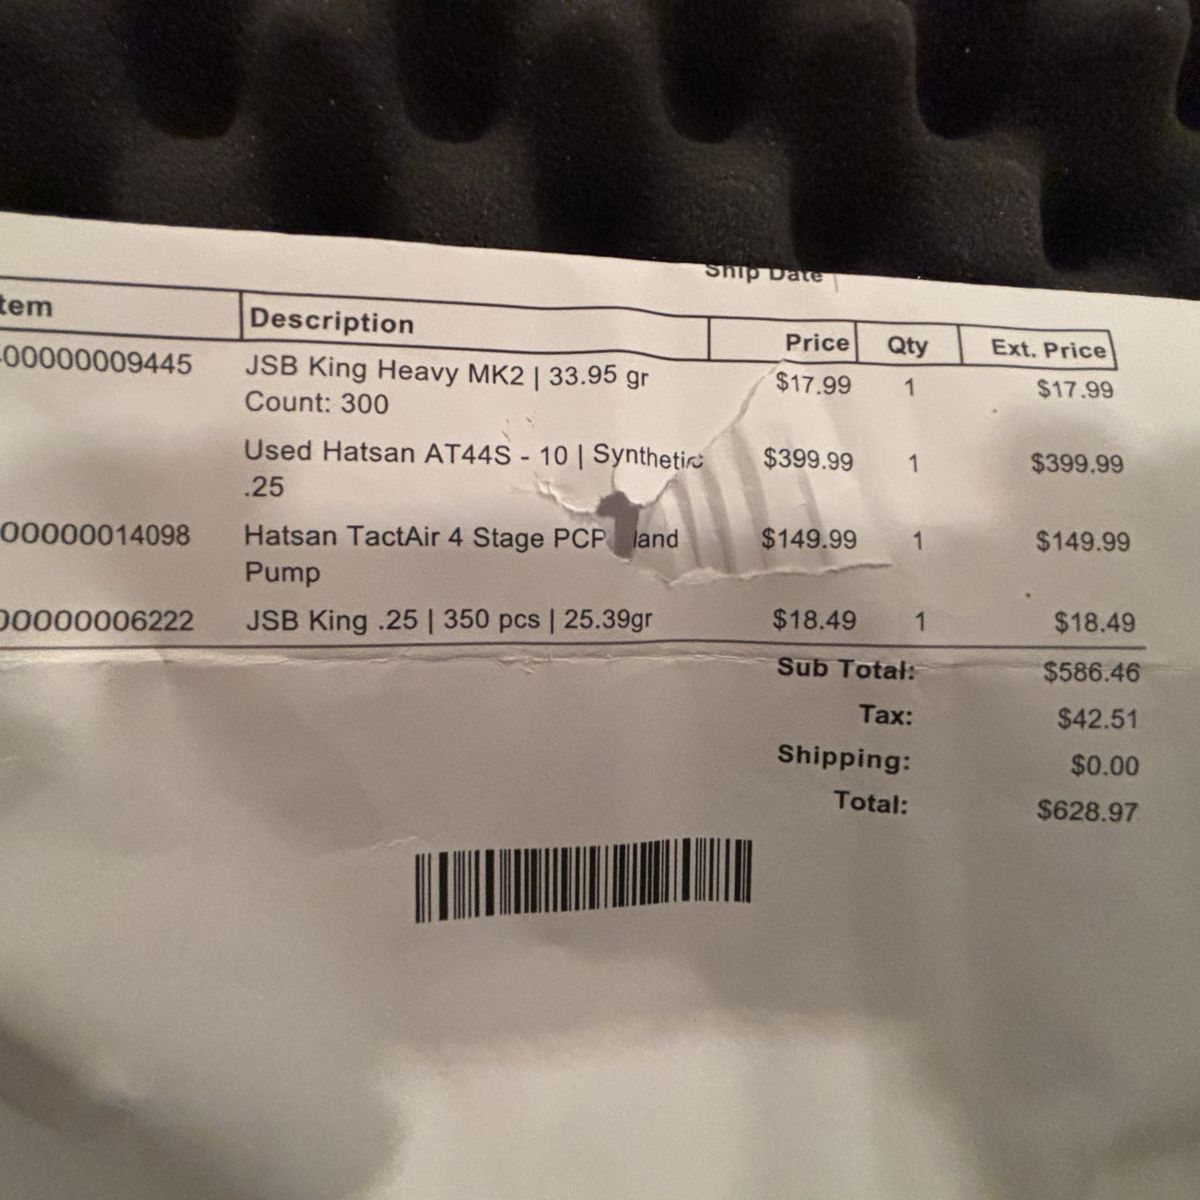 Ship Date
tem Description Price Qty Ext. Price
00000009445 JSB King Heavy MK2 | 33.95 gr $17.99 1 $17.99
Count: 300
Used Hatsan AT44S - 10 | Synthetic $399.99 1 $399.99
.25
00000014098 Hatsan TactAir 4 Stage PCP and $149.99 1 $149.99
Pump
00000006222 JSB King .25 | 350 pcs | 25.39gr $18.49 1 $18.49
Sub Total: $586.46
Tax: $42.51
Shipping: $0.00
Total: $628.97